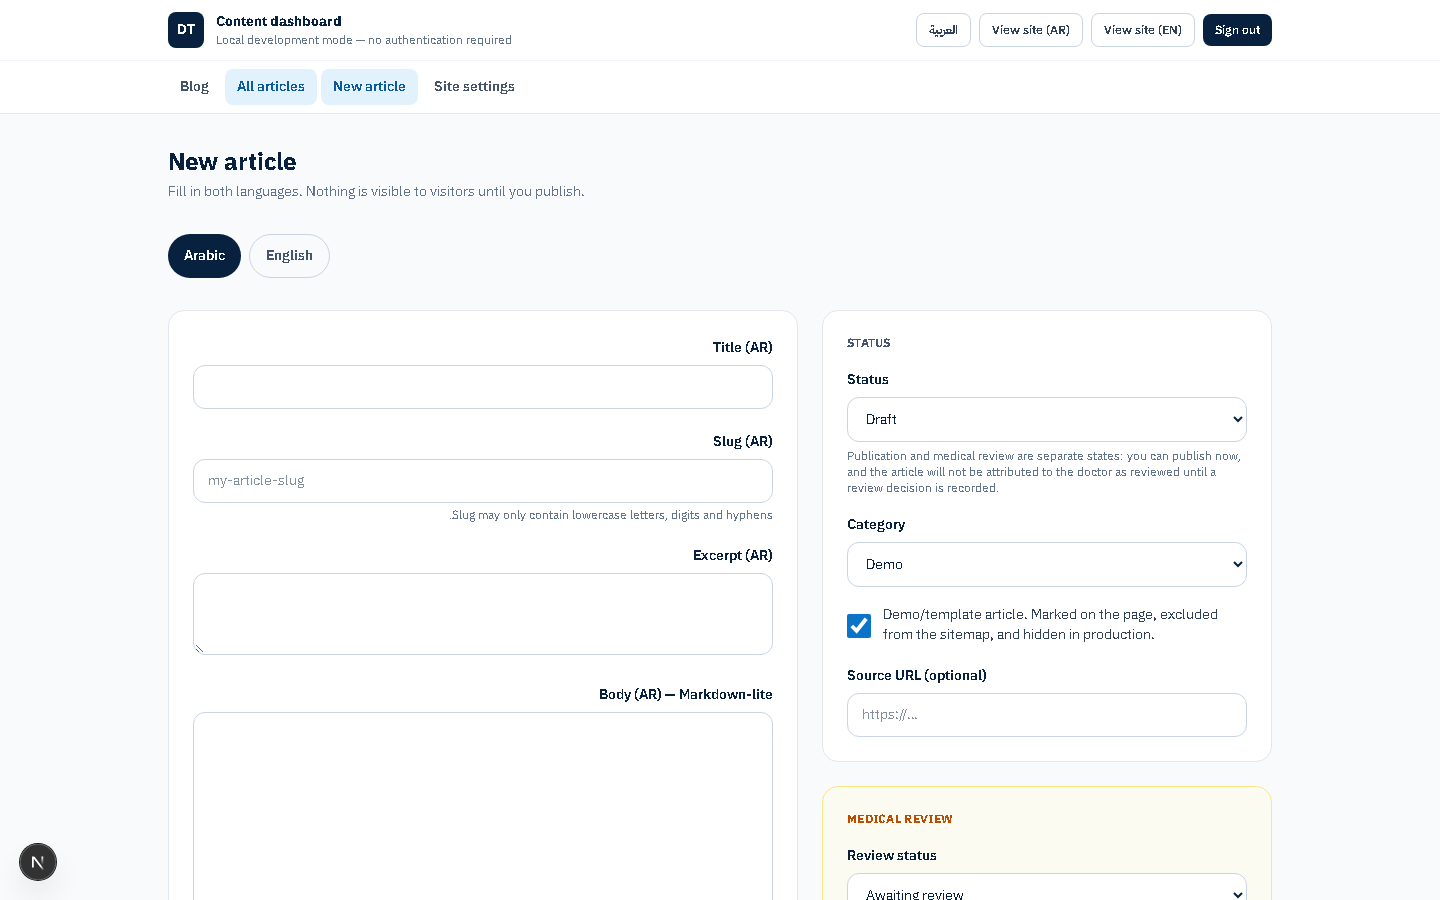 DT
Content dashboard
Local development mode — no authentication required
العربية
View site (AR)
View site (EN)
Sign out
Blog
All articles
New article
Site settings
New article
Fill in both languages. Nothing is visible to visitors until you publish.
Arabic
English
Title (AR)
Slug (AR)
my-article-slug
.Slug may only contain lowercase letters, digits and hyphens
Excerpt (AR)
Body (AR) — Markdown-lite
STATUS
Status
Draft
Publication and medical review are separate states: you can publish now,
and the article will not be attributed to the doctor as reviewed until a
review decision is recorded.
Category
Demo
Demo/template article. Marked on the page, excluded
from the sitemap, and hidden in production.
Source URL (optional)
https://...
MEDICAL REVIEW
Review status
Awaiting review
N